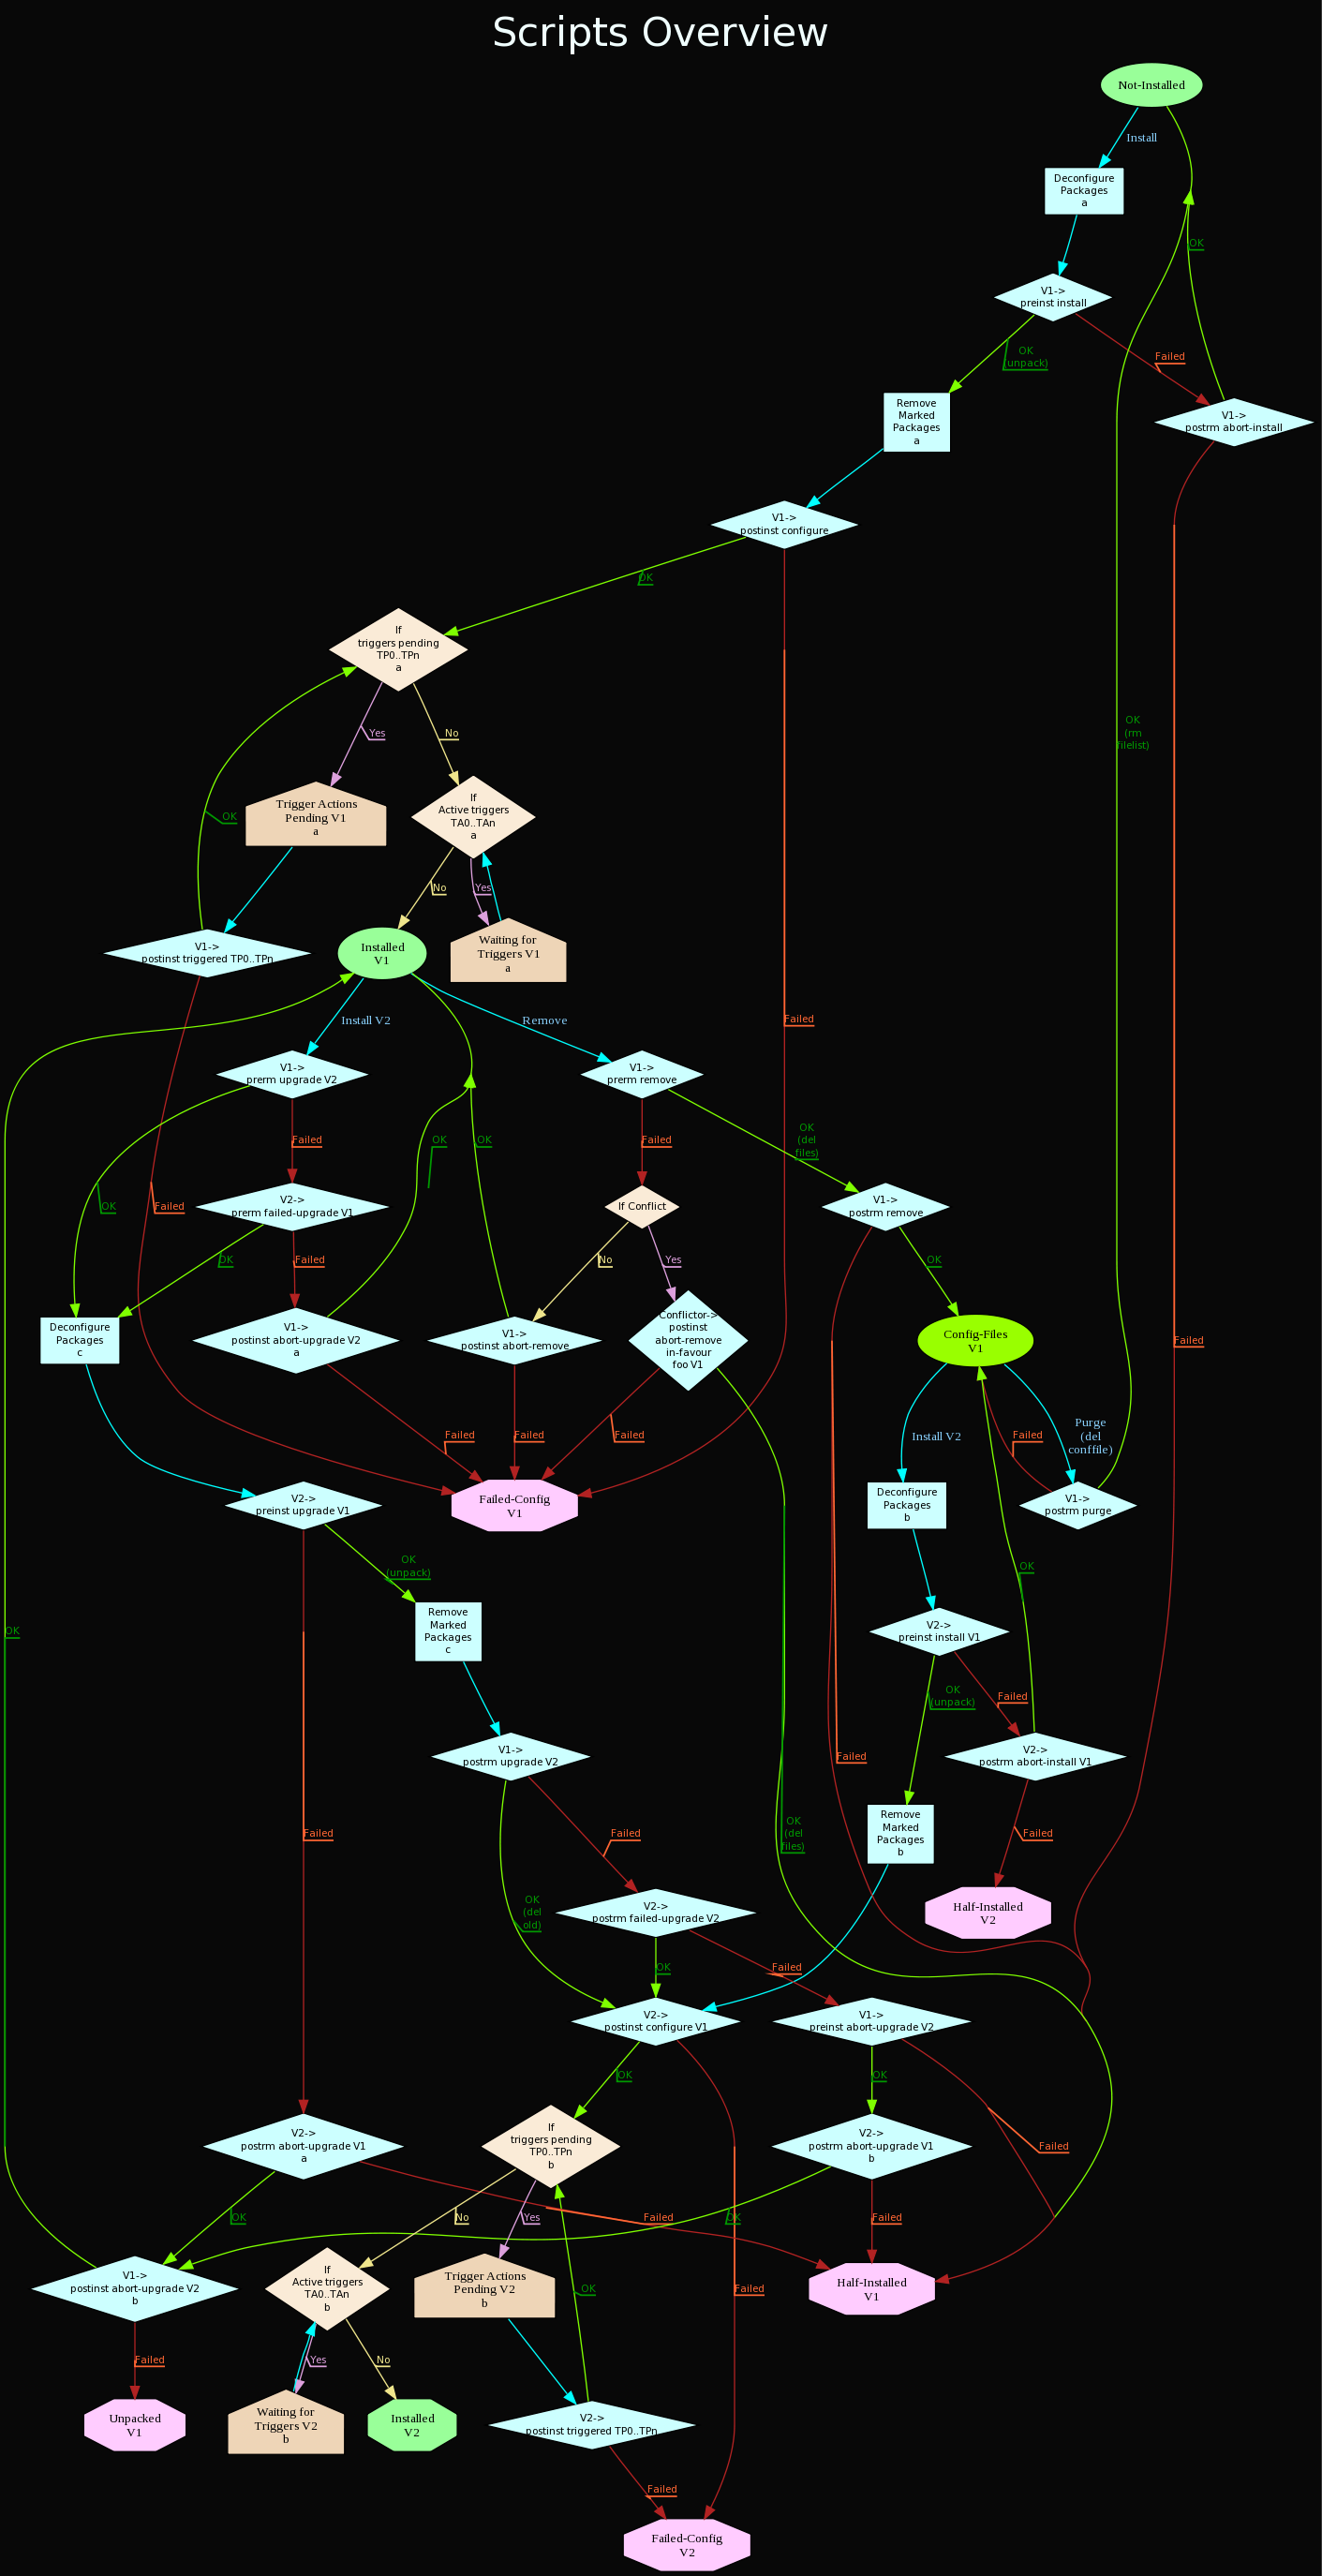 Scripts Overview
Not-Installed
Install
Deconfigure
Packages
a
OK
V1->
preinst install
OK
(unpack)
Failed
Remove
Marked
Packages
a
V1->
postrm abort-install
V1->
postinst configure
OK
If
triggers pending
TP0..TPn
a
Yes
No
OK
(rm
filelist)
Trigger Actions
Pending V1
a
OK
If
Active triggers
TA0..TAn
a
No
Yes
V1->
postinst triggered TP0..TPn
Installed
V1
Waiting for
Triggers V1
a
Install V2
Remove
Failed
V1->
prerm upgrade V2
V1->
prerm remove
Failed
OK
OK
Failed
OK
(del
files)
OK
Failed
V2->
prerm failed-upgrade V1
If Conflict
V1->
postrm remove
OK
Failed
No
Yes
OK
Deconfigure
Packages
c
V1->
postinst abort-upgrade V2
a
V1->
postinst abort-remove
Conflictor->
postinst
abort-remove
in-favour
foo V1
Config-Files
V1
Failed
Failed
Failed
Failed
Install V2
Failed
Purge
(del
conffile)
V2->
preinst upgrade V1
Failed-Config
V1
Deconfigure
Packages
b
V1->
postrm purge
OK
(unpack)
OK
OK
Remove
Marked
Packages
c
V2->
preinst install V1
OK
(unpack)
Failed
V1->
postrm upgrade V2
Failed
V2->
postrm abort-install V1
Failed
Failed
OK
(del
files)
Remove
Marked
Packages
b
Failed
OK
(del
old)
V2->
postrm failed-upgrade V2
Half-Installed
V2
OK
Failed
V2->
postinst configure V1
V1->
preinst abort-upgrade V2
OK
OK
Failed
V2->
postrm abort-upgrade V1
a
If
triggers pending
TP0..TPn
b
V2->
postrm abort-upgrade V1
b
OK
No
Yes
Failed
OK
Failed
V1->
postinst abort-upgrade V2
b
If
Active triggers
TA0..TAn
b
Trigger Actions
Pending V2
b
OK
Failed
Half-Installed
V1
Failed
Yes
No
Unpacked
V1
Waiting for
Triggers V2
b
Installed
V2
V2->
postinst triggered TP0..TPn
Failed
Failed-Config
V2